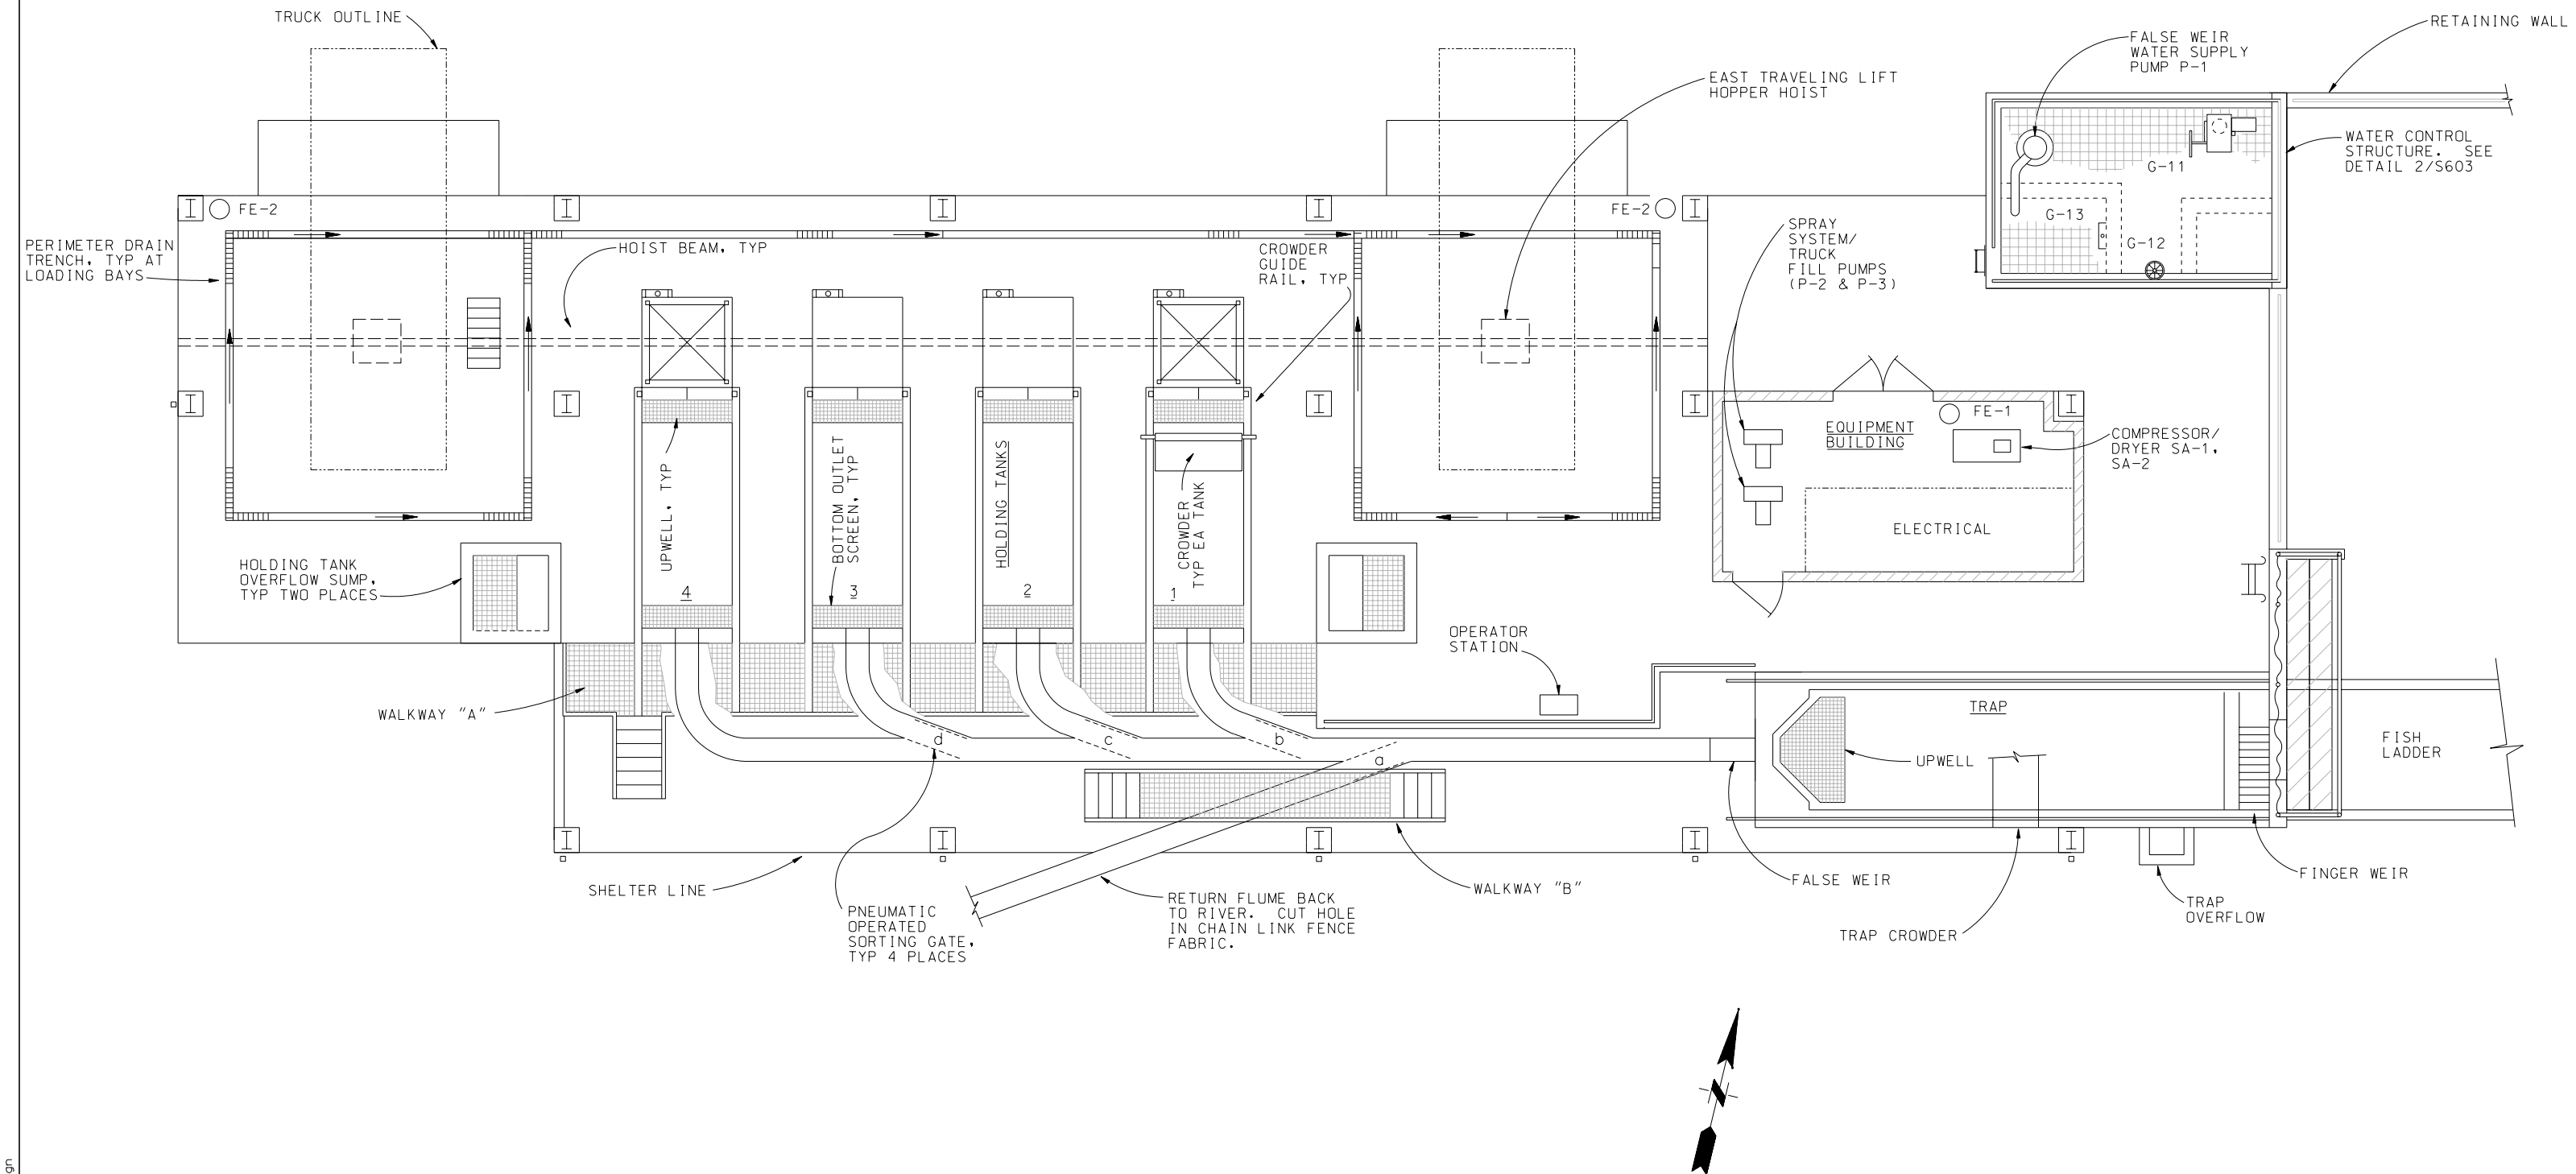 TRUCK OUTLINE
RETAINING WALL
FALSE WEIR
WATER SUPPLY
PUMP P-1
EAST TRAVELING LIFT
HOPPER HOIST
WATER CONTROL
STRUCTURE. SEE
DETAIL 2/S603
G-11
G-13
G-12
FE-2
FE-2
PERIMETER DRAIN
TRENCH, TYP AT
LOADING BAYS
HOIST BEAM, TYP
CROWDER
GUIDE
RAIL, TYP
SPRAY
SYSTEM/
TRUCK
FILL PUMPS
(P-2 & P-3)
FE-1
EQUIPMENT
BUILDING
COMPRESSOR/
DRYER SA-1,
SA-2
ELECTRICAL
UPWELL, TYP
BOTTOM OUTLET
SCREEN, TYP
HOLDING TANKS
CROWDER
TYP EA TANK
4
3
2
1
HOLDING TANK
OVERFLOW SUMP,
TYP TWO PLACES
OPERATOR
STATION
WALKWAY "A"
TRAP
UPWELL
FISH
LADDER
d
c
b
a
SHELTER LINE
PNEUMATIC
OPERATED
SORTING GATE,
TYP 4 PLACES
RETURN FLUME BACK
TO RIVER. CUT HOLE
IN CHAIN LINK FENCE
FABRIC.
WALKWAY "B"
FALSE WEIR
TRAP CROWDER
TRAP
OVERFLOW
FINGER WEIR
N
gn